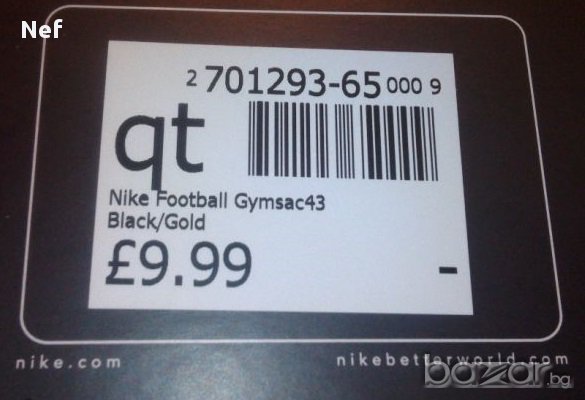 Nef
2 701293-65 000 9
qt
Nike Football Gymsac43
Black/Gold
£9.99
-
nike.com
nikebetterworld.com
bazar.bg